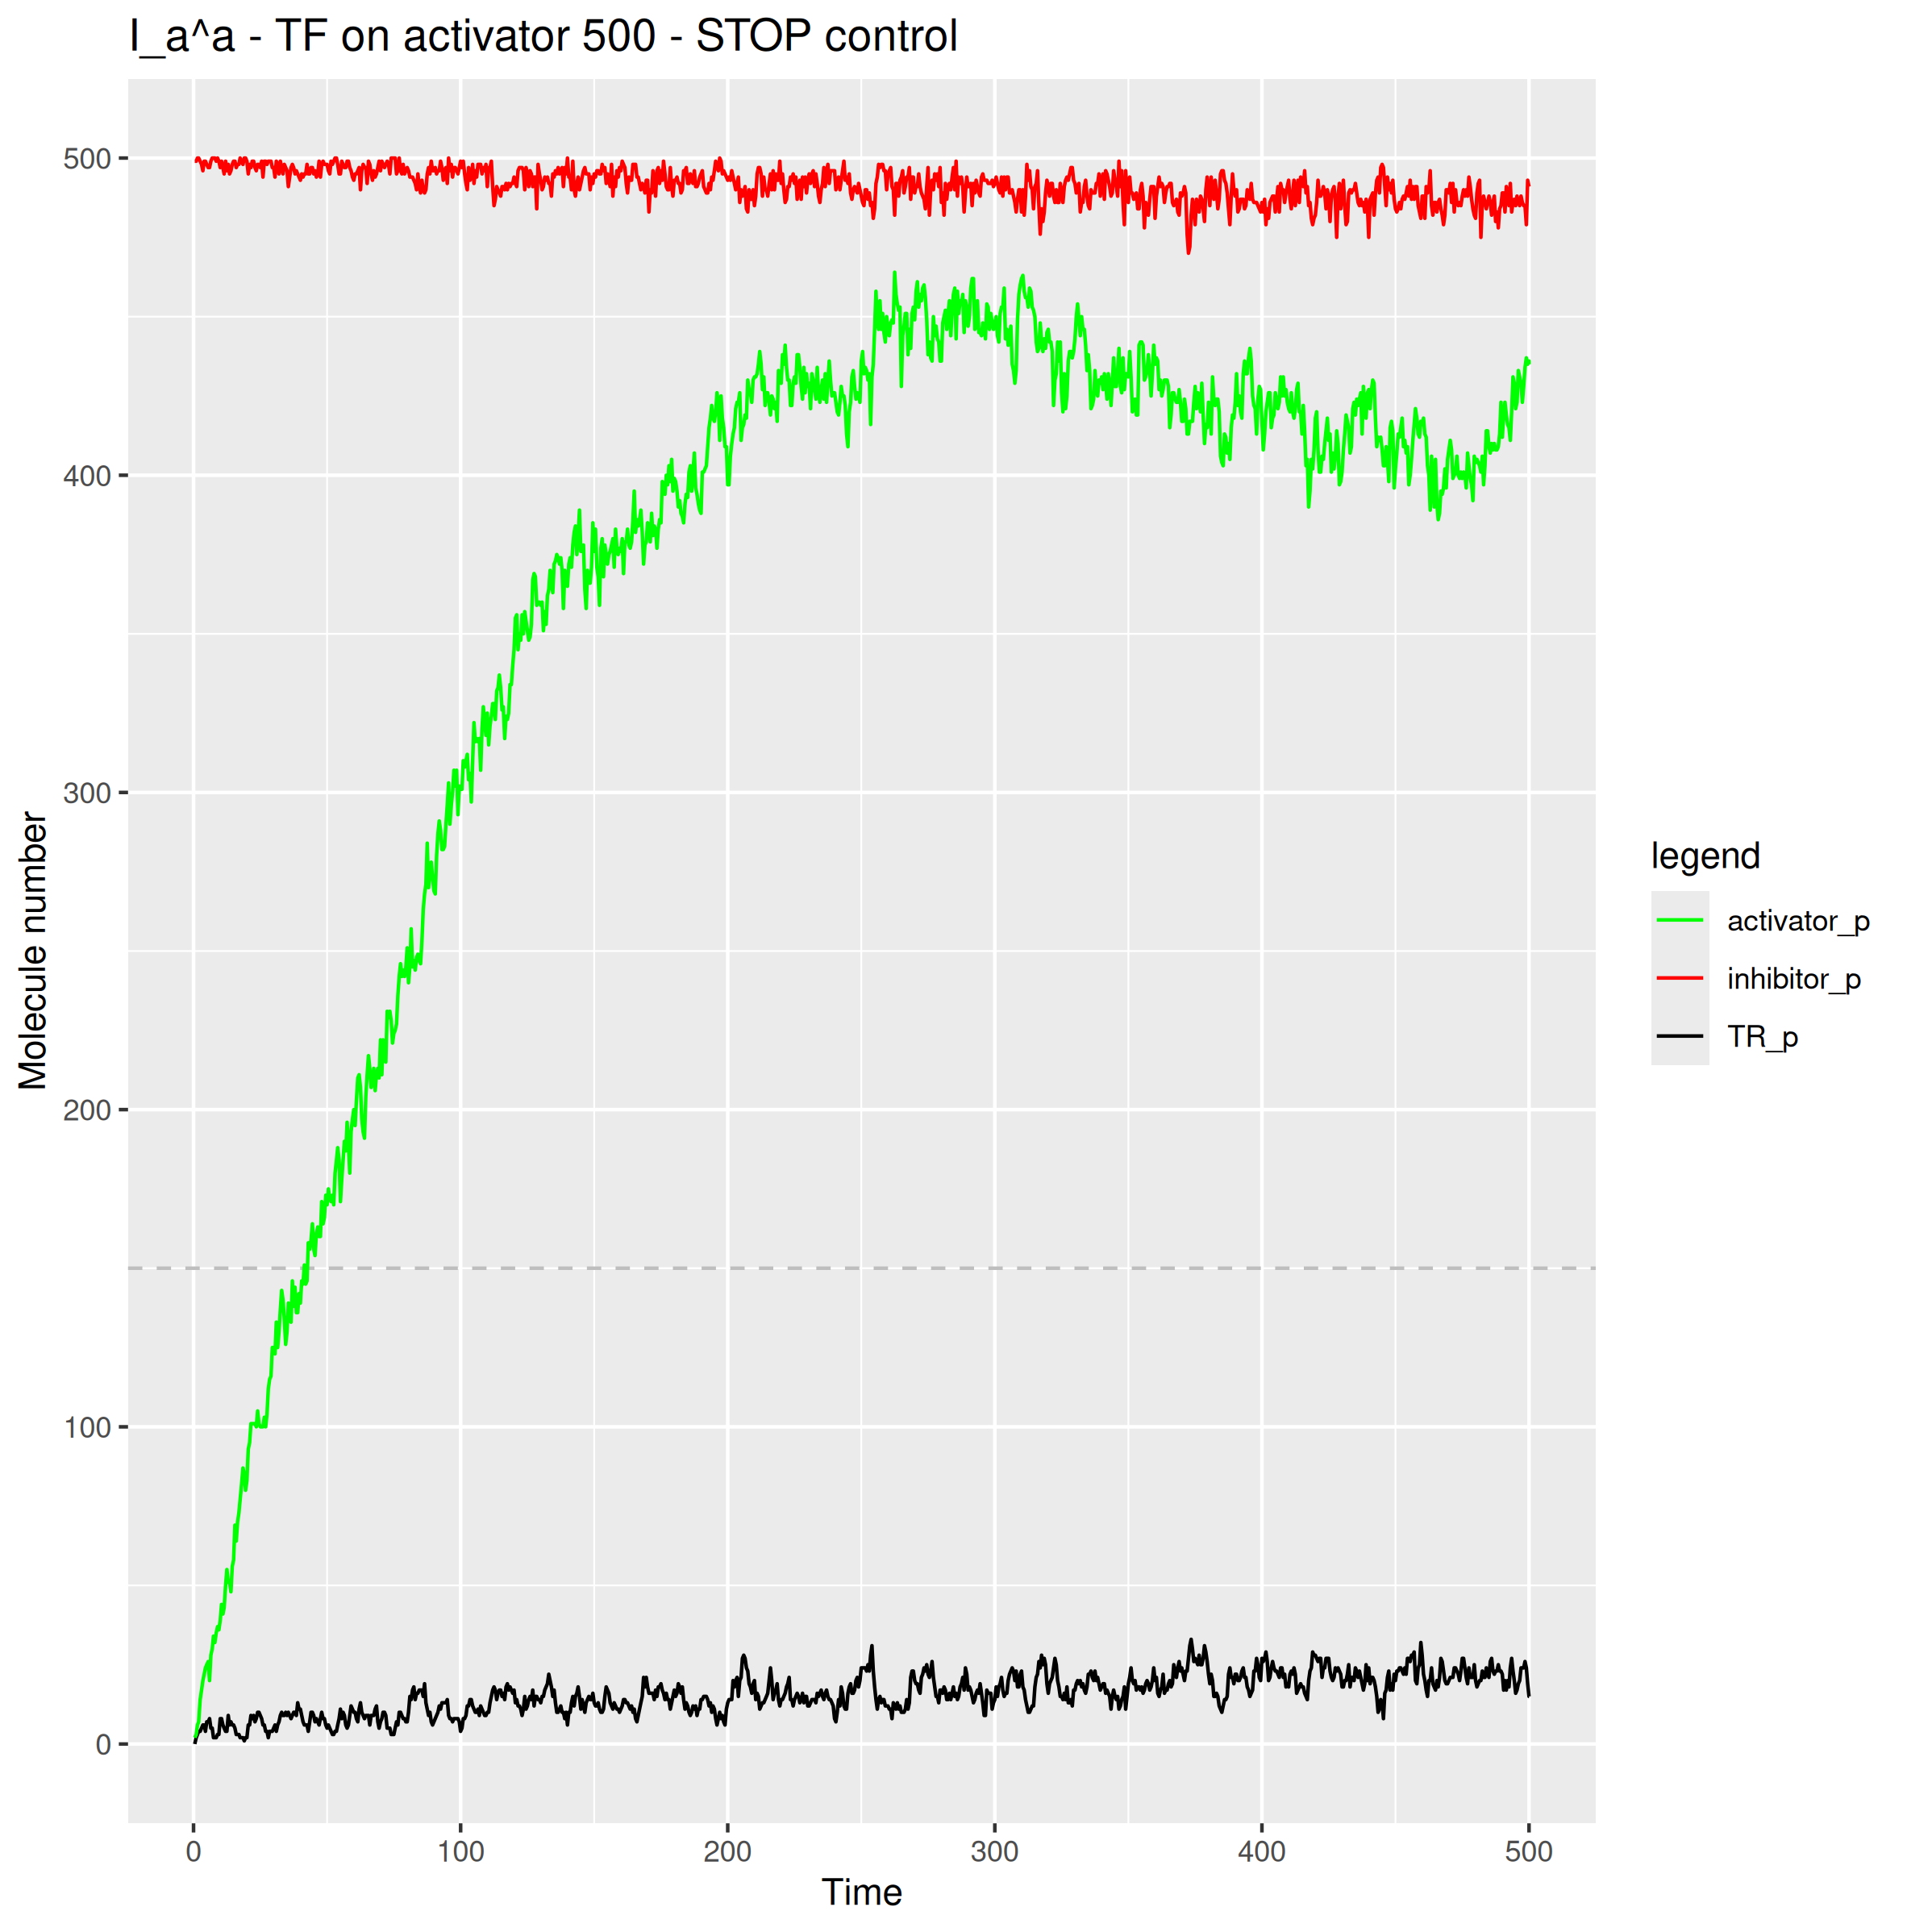 I_a^a - TF on activator 500 - STOP control
Molecule number
500
400
300
200
100
0
0 100 200 300 400 500
Time
legend
activator_p
inhibitor_p
TR_p